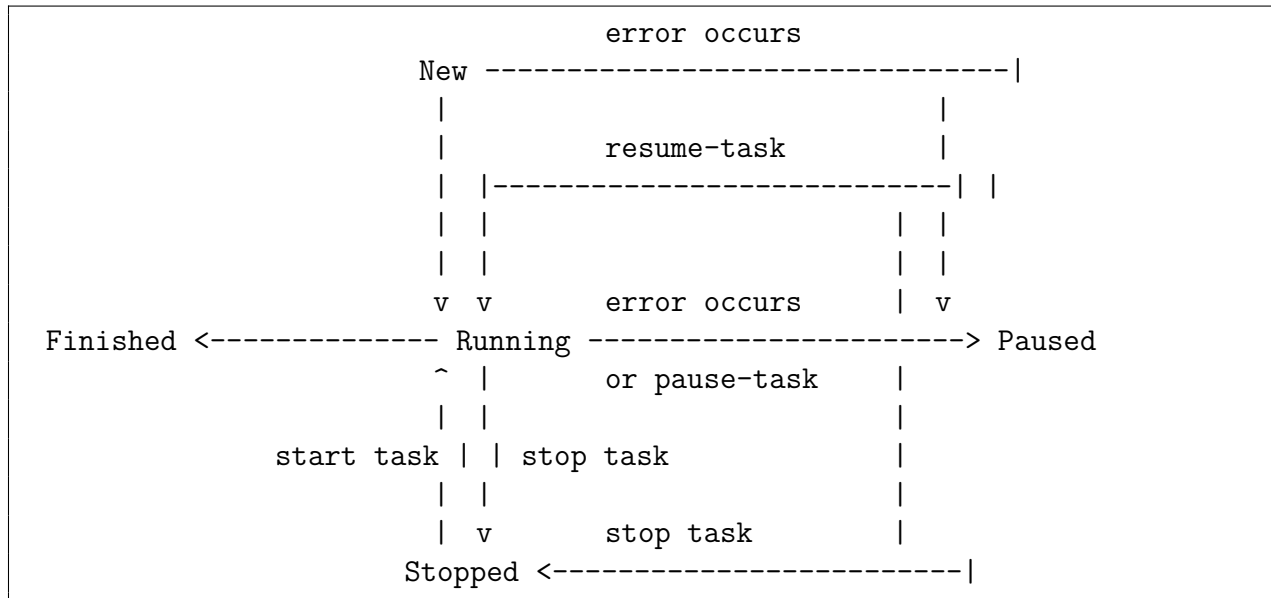 error occurs
New --------------------------------|
| |
| resume-task |
| |----------------------------| |
| | | |
| | | |
v v error occurs | v
Finished <-------------- Running -----------------------> Paused
^ | or pause-task |
| | |
start task | | stop task |
| | |
| v stop task |
Stopped <-------------------------|